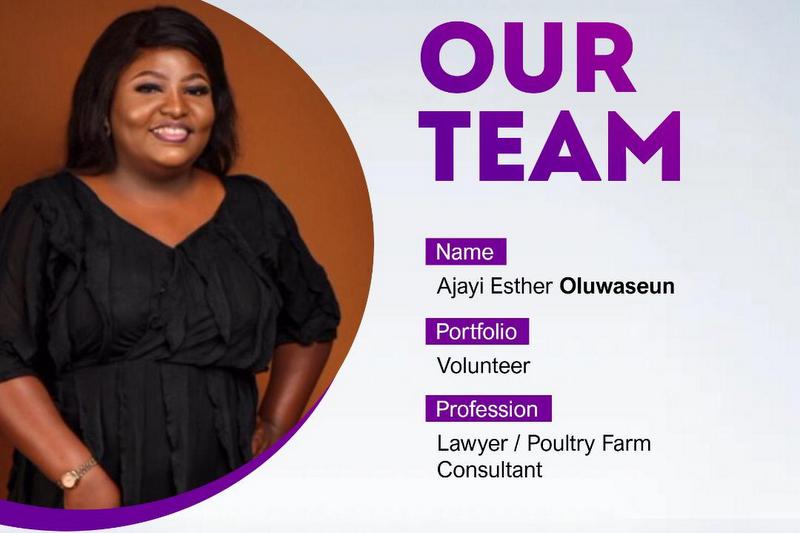 OUR
TEAM
Name
Ajayi Esther Oluwaseun
Portfolio
Volunteer
Profession
Lawyer / Poultry Farm
Consultant